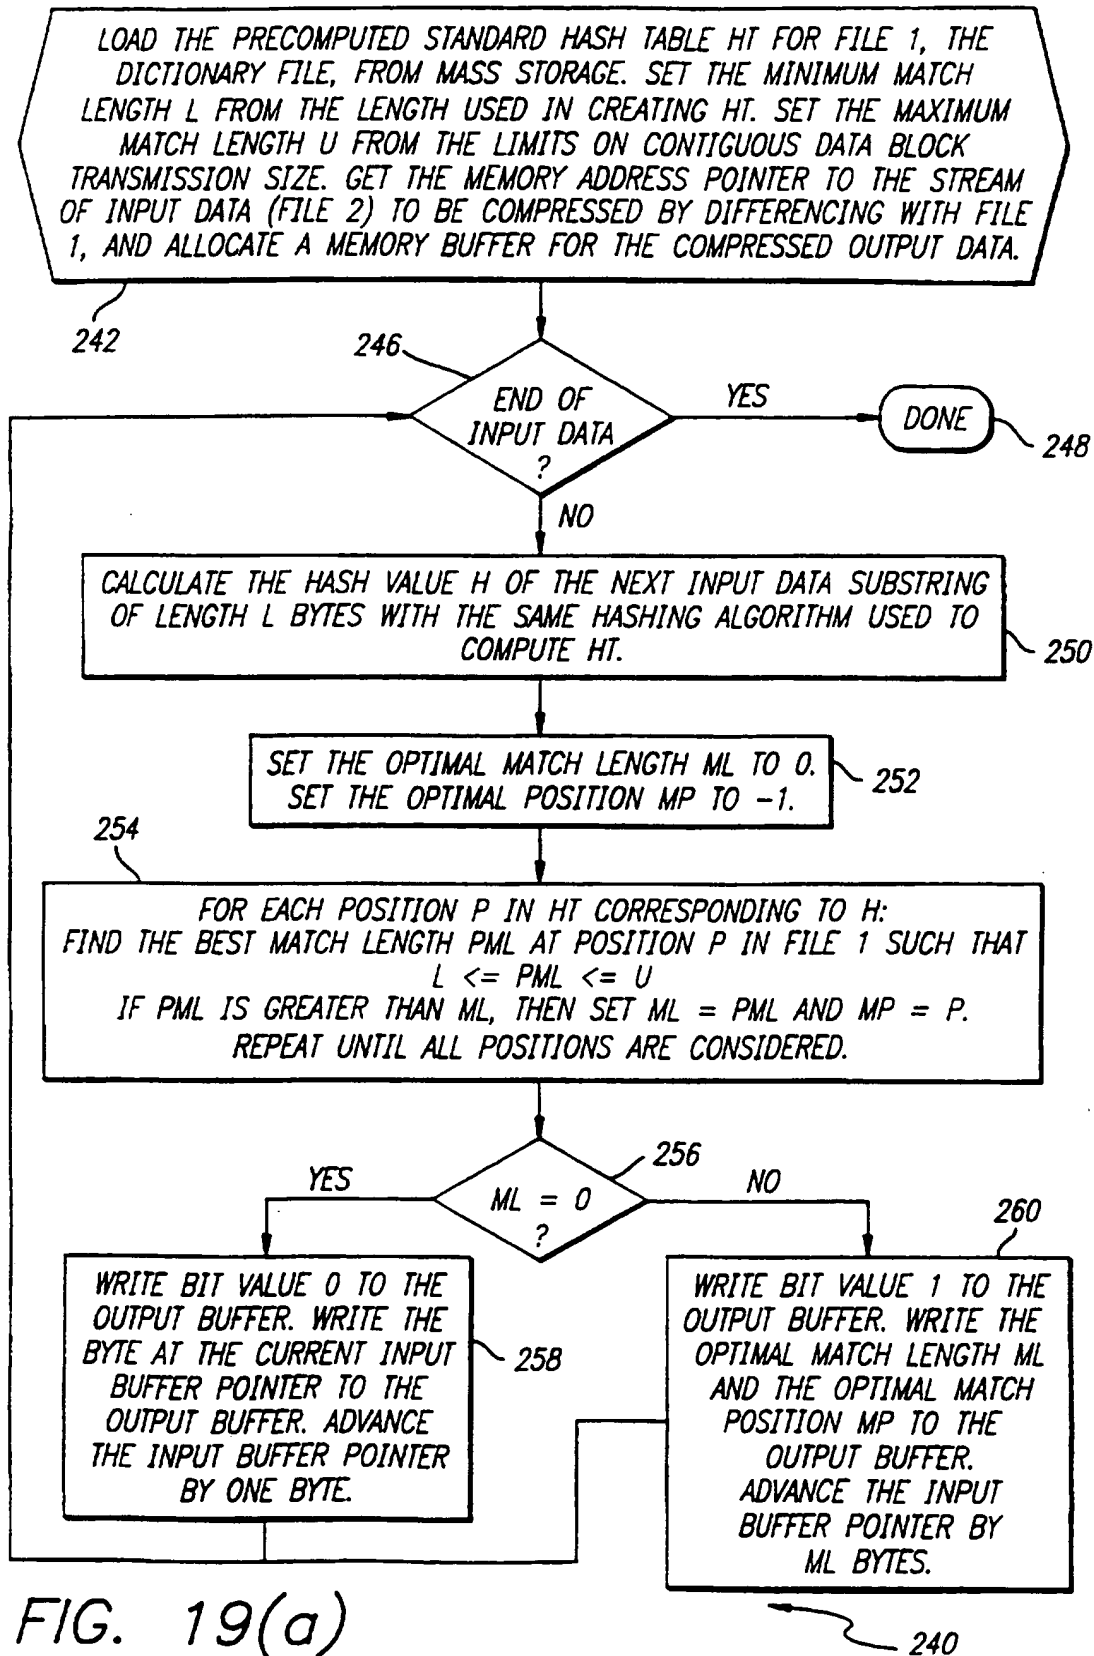 LOAD THE PRECOMPUTED STANDARD HASH TABLE HT FOR FILE 1, THE
DICTIONARY FILE, FROM MASS STORAGE. SET THE MINIMUM MATCH
LENGTH L FROM THE LENGTH USED IN CREATING HT. SET THE MAXIMUM
MATCH LENGTH U FROM THE LIMITS ON CONTIGUOUS DATA BLOCK
TRANSMISSION SIZE. GET THE MEMORY ADDRESS POINTER TO THE STREAM
OF INPUT DATA (FILE 2) TO BE COMPRESSED BY DIFFERENCING WITH FILE
1, AND ALLOCATE A MEMORY BUFFER FOR THE COMPRESSED OUTPUT DATA.
242
246
END OF
INPUT DATA
?
YES
DONE
248
NO
CALCULATE THE HASH VALUE H OF THE NEXT INPUT DATA SUBSTRING
OF LENGTH L BYTES WITH THE SAME HASHING ALGORITHM USED TO
COMPUTE HT.
250
SET THE OPTIMAL MATCH LENGTH ML TO 0.
SET THE OPTIMAL POSITION MP TO -1.
252
254
FOR EACH POSITION P IN HT CORRESPONDING TO H:
FIND THE BEST MATCH LENGTH PML AT POSITION P IN FILE 1 SUCH THAT
L <= PML <= U
IF PML IS GREATER THAN ML, THEN SET ML = PML AND MP = P.
REPEAT UNTIL ALL POSITIONS ARE CONSIDERED.
256
ML = 0
?
YES
NO
WRITE BIT VALUE 0 TO THE
OUTPUT BUFFER. WRITE THE
BYTE AT THE CURRENT INPUT
BUFFER POINTER TO THE
OUTPUT BUFFER. ADVANCE
THE INPUT BUFFER POINTER
BY ONE BYTE.
258
260
WRITE BIT VALUE 1 TO THE
OUTPUT BUFFER. WRITE THE
OPTIMAL MATCH LENGTH ML
AND THE OPTIMAL MATCH
POSITION MP TO THE
OUTPUT BUFFER.
ADVANCE THE INPUT
BUFFER POINTER BY
ML BYTES.
FIG. 19(a)
240